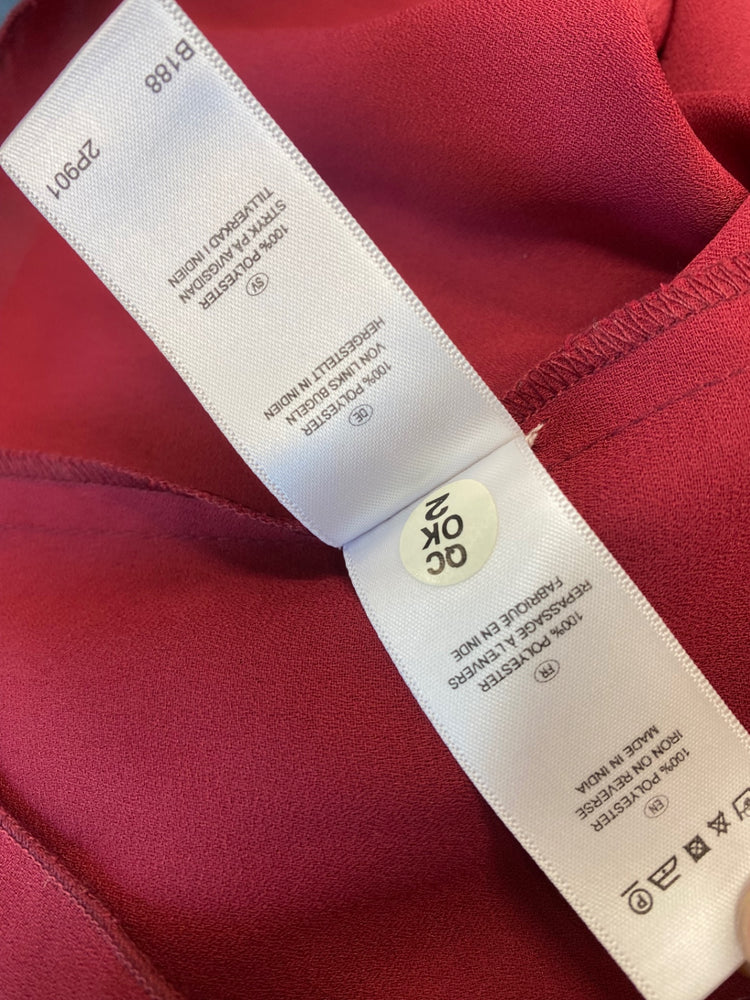 P
EN
100% POLYESTER
IRON ON REVERSE
MADE IN INDIA
FR
100% POLYESTER
REPASSAGE À L'ENVERS
FABRIQUÉ EN INDE
QC
OK
2
DE
100% POLYESTER
VON LINKS BÜGELN
HERGESTELLT IN INDIEN
SV
100% POLYESTER
STRYK PÅ AVIGSIDAN
TILLVERKAD I INDIEN
2P901
B188